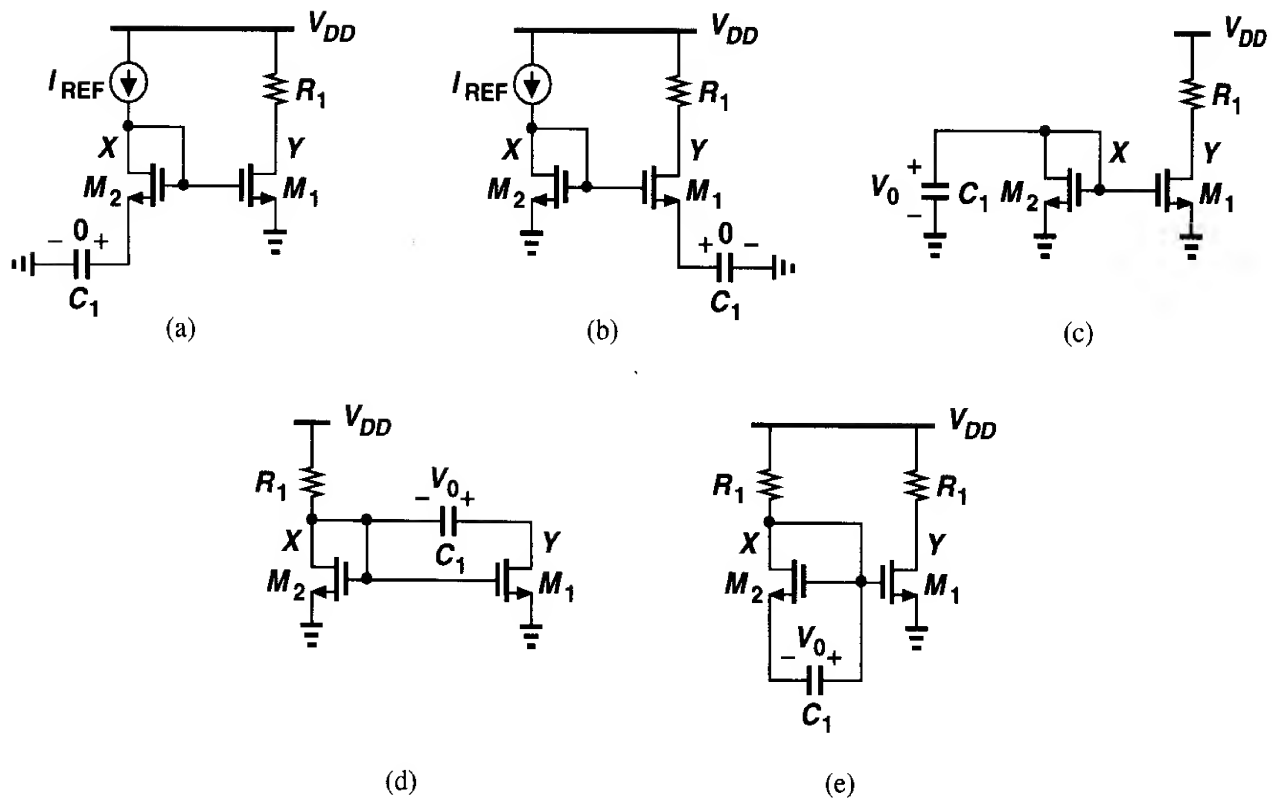 V_DD V_DD V_DD
I_REF R_1 I_REF R_1 R_1
X Y X Y X Y
M_2 M_1 M_2 M_1 V_0 + - C_1 M_2 M_1
- 0 + + 0 -
C_1 C_1
(a) (b) (c)
V_DD V_DD
R_1 - V_0 + R_1 R_1
X C_1 Y X Y
M_2 M_1 M_2 M_1
- V_0 +
C_1
(d) (e)